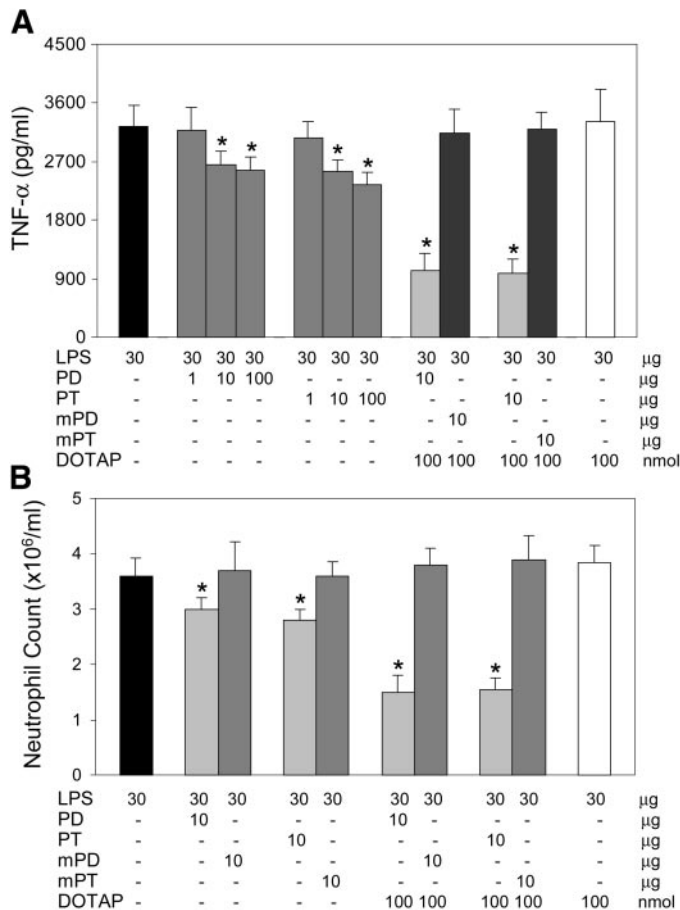 A
TNF-α (pg/ml)
4500
3600
2700
1800
900
0
* * * * * *
LPS 30 30 30 30 30 30 30 30 30 30 30 30 μg
PD - 1 10 100 - - - 10 - - - - μg
PT - - - - 1 10 100 - - 10 - - μg
mPD - - - - - - - - 10 - - - μg
mPT - - - - - - - - - - 10 - μg
DOTAP - - - - - - - 100 100 100 100 100 nmol
B
Neutrophil Count (x10⁶/ml)
5
4
3
2
1
0
* * * *
LPS 30 30 30 30 30 30 30 30 30 30 μg
PD - 10 - - - 10 - - - - μg
PT - - - 10 - - - 10 - - μg
mPD - - 10 - - - 10 - - - μg
mPT - - - - 10 - - - 10 - μg
DOTAP - - - - - 100 100 100 100 100 nmol